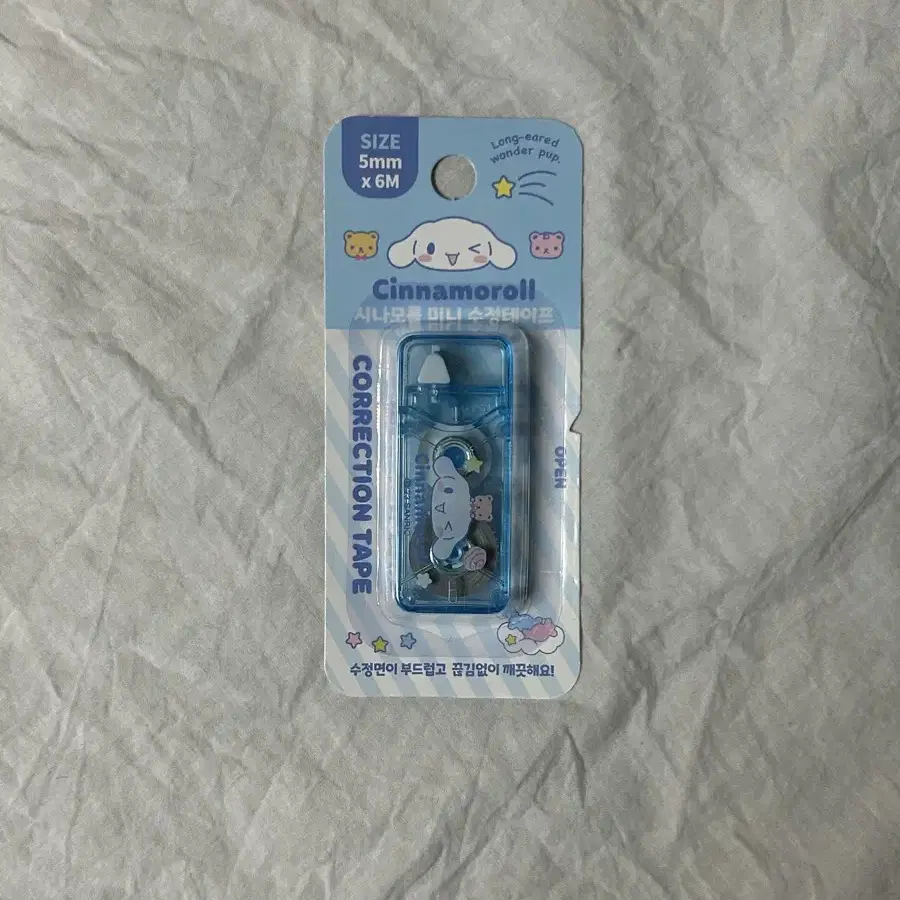 SIZE
5mm
x 6M
Long-eared
wonder pup.
Cinnamoroll
시나모롤 미니 수정테이프
CORRECTION TAPE
OPEN
수정면이 부드럽고 끊김없이 깨끗해요!